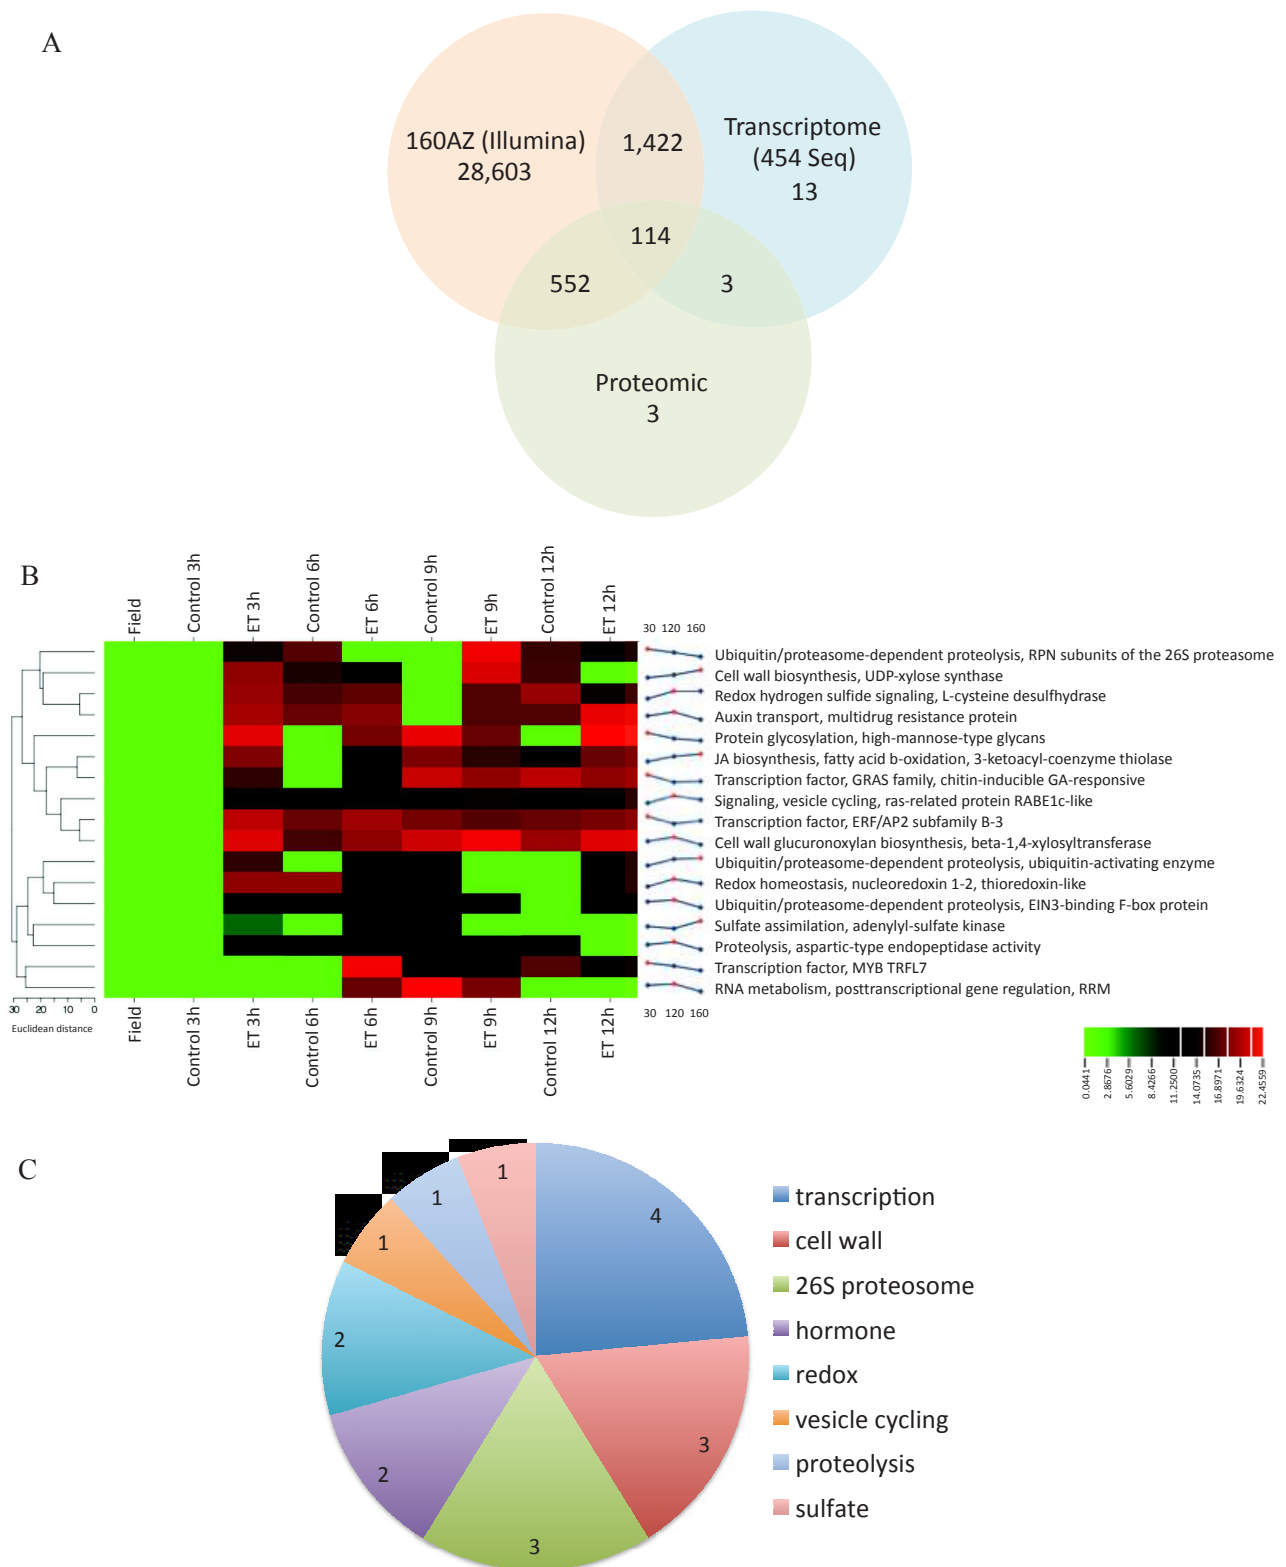 A
160AZ (Illumina)
28,603
1,422
Transcriptome
(454 Seq)
13
114
552
3
Proteomic
3
B
Field
Control 3h
ET 3h
Control 6h
ET 6h
Control 9h
ET 9h
Control 12h
ET 12h
30 120 160
Ubiquitin/proteasome-dependent proteolysis, RPN subunits of the 26S proteasome
Cell wall biosynthesis, UDP-xylose synthase
Redox hydrogen sulfide signaling, L-cysteine desulfhydrase
Auxin transport, multidrug resistance protein
Protein glycosylation, high-mannose-type glycans
JA biosynthesis, fatty acid b-oxidation, 3-ketoacyl-coenzyme thiolase
Transcription factor, GRAS family, chitin-inducible GA-responsive
Signaling, vesicle cycling, ras-related protein RABE1c-like
Transcription factor, ERF/AP2 subfamily B-3
Cell wall glucuronoxylan biosynthesis, beta-1,4-xylosyltransferase
Ubiquitin/proteasome-dependent proteolysis, ubiquitin-activating enzyme
Redox homeostasis, nucleoredoxin 1-2, thioredoxin-like
Ubiquitin/proteasome-dependent proteolysis, EIN3-binding F-box protein
Sulfate assimilation, adenylyl-sulfate kinase
Proteolysis, aspartic-type endopeptidase activity
Transcription factor, MYB TRFL7
RNA metabolism, posttranscriptional gene regulation, RRM
30 120 160
30 20 10 0
Euclidean distance
Field
Control 3h
ET 3h
Control 6h
ET 6h
Control 9h
ET 9h
Control 12h
ET 12h
0.0441
2.8676
5.6029
8.4266
11.2500
14.0735
16.8971
19.6324
22.4559
C
1
1
1
2
2
3
3
4
transcription
cell wall
26S proteosome
hormone
redox
vesicle cycling
proteolysis
sulfate